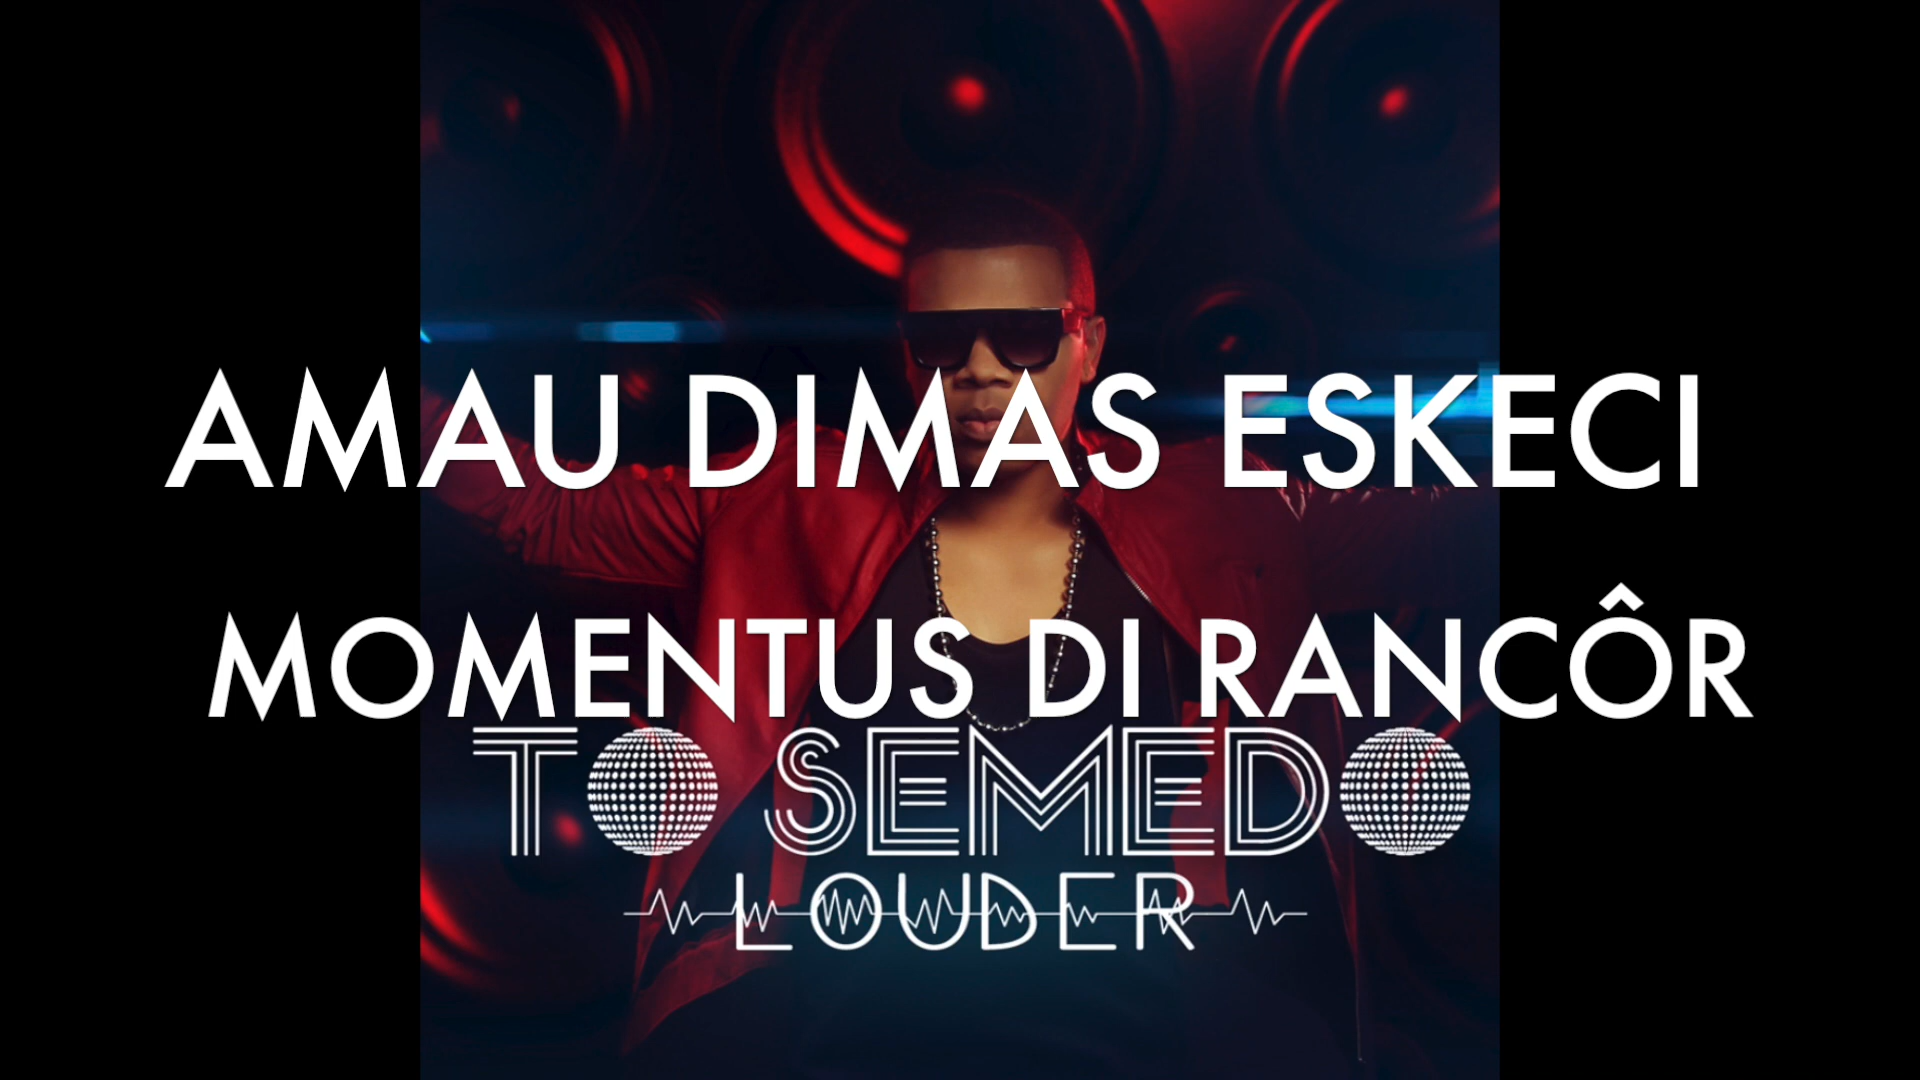 AMAU DIMAS ESKECI
MOMENTUS DI RANCÔR
TO SEMEDO
LOUDER